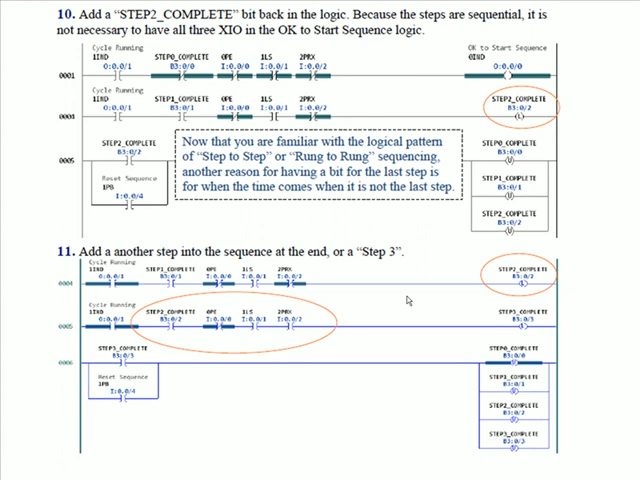 10. Add a “STEP2_COMPLETE” bit back in the logic. Because the steps are sequential, it is
not necessary to have all three XIO in the OK to Start Sequence logic.
Cycle Running OK to Start Sequence
1IND STEP0_COMPLETE OPE 1LS 2PRX 0IND
O:0.0/1 B3:0/0 I:0.0/0 I:0.0/1 I:0.0/2 O:0.0/0
0001
Cycle Running
1IND STEP1_COMPLETE OPE 1LS 2PRX STEP2_COMPLETE
O:0.0/1 B3:0/1 I:0.0/0 I:0.0/1 I:0.0/2 B3:0/2
0004 L
STEP2_COMPLETE STEP0_COMPLETE
B3:0/2 B3:0/0
0005 U
Now that you are familiar with the logical pattern
of “Step to Step” or “Rung to Rung” sequencing,
another reason for having a bit for the last step is
for when the time comes when it is not the last step.
Reset Sequence STEP1_COMPLETE
1PB B3:0/1
I:0.0/4 U
STEP2_COMPLETE
B3:0/2
U
11. Add a another step into the sequence at the end, or a “Step 3”.
Cycle Running
1IND STEP1_COMPLETE OPE 1LS 2PRX STEP2_COMPLETE
O:0.0/1 B3:0/1 I:0.0/0 I:0.0/1 I:0.0/2 B3:0/2
0004 L
Cycle Running
1IND STEP2_COMPLETE OPE 1LS 2PRX STEP3_COMPLETE
O:0.0/1 B3:0/2 I:0.0/0 I:0.0/1 I:0.0/2 B3:0/3
0005 L
STEP3_COMPLETE STEP0_COMPLETE
B3:0/3 B3:0/0
0006 U
Reset Sequence STEP1_COMPLETE
1PB B3:0/1
I:0.0/4 U
STEP2_COMPLETE
B3:0/2
U
STEP3_COMPLETE
B3:0/3
U